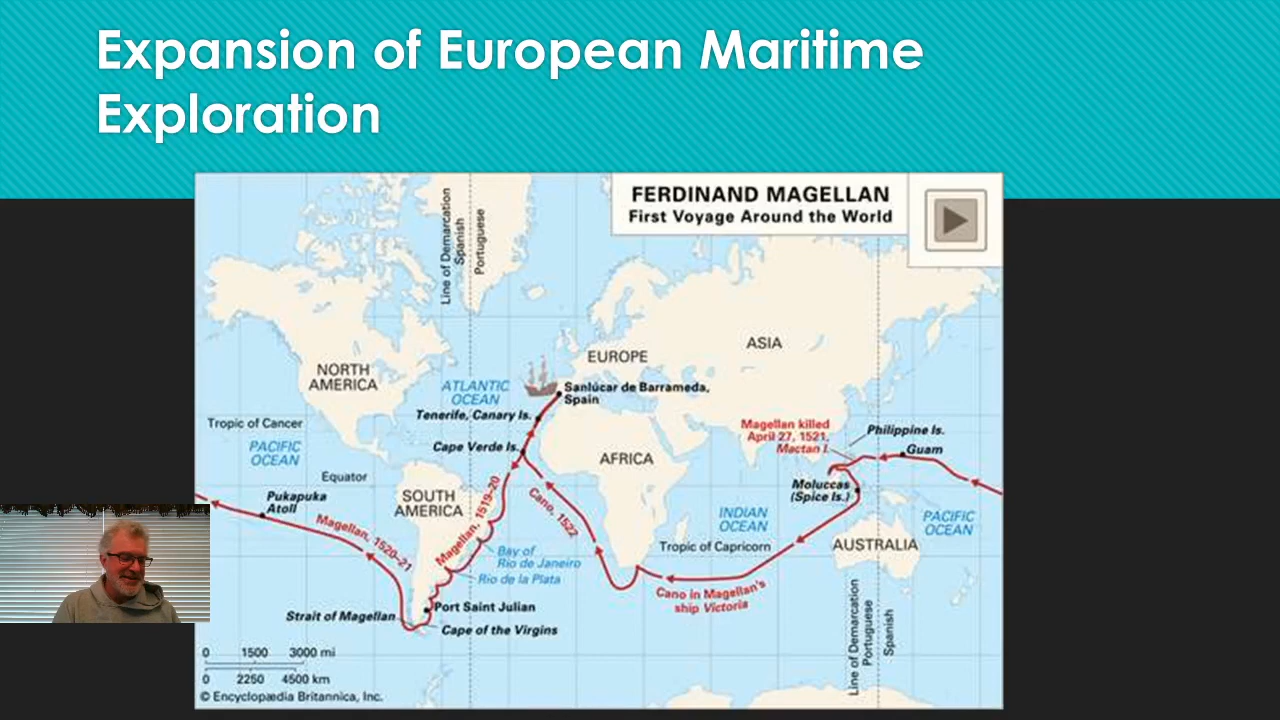 Expansion of European Maritime
Exploration
FERDINAND MAGELLAN
First Voyage Around the World
Line of Demarcation
Spanish
Portuguese
NORTH
AMERICA
EUROPE
ASIA
ATLANTIC
OCEAN
Sanlúcar de Barrameda,
Spain
Tenerife, Canary Is.
Tropic of Cancer
PACIFIC
OCEAN
Cape Verde Is.
AFRICA
Magellan killed
April 27, 1521,
Mactan I.
Philippine Is.
Guam
Equator
Pukapuka
Atoll
SOUTH
AMERICA
Magellan, 1519-20
Cano, 1522
Moluccas
(Spice Is.)
INDIAN
OCEAN
PACIFIC
OCEAN
Magellan, 1520-21
Tropic of Capricorn
AUSTRALIA
Bay of
Rio de Janeiro
Rio de la Plata
Cano in Magellan's
ship Victoria
Port Saint Julian
Strait of Magellan
Cape of the Virgins
Line of Demarcation
Portuguese
Spanish
0 1500 3000 mi
0 2250 4500 km
© Encyclopædia Britannica, Inc.